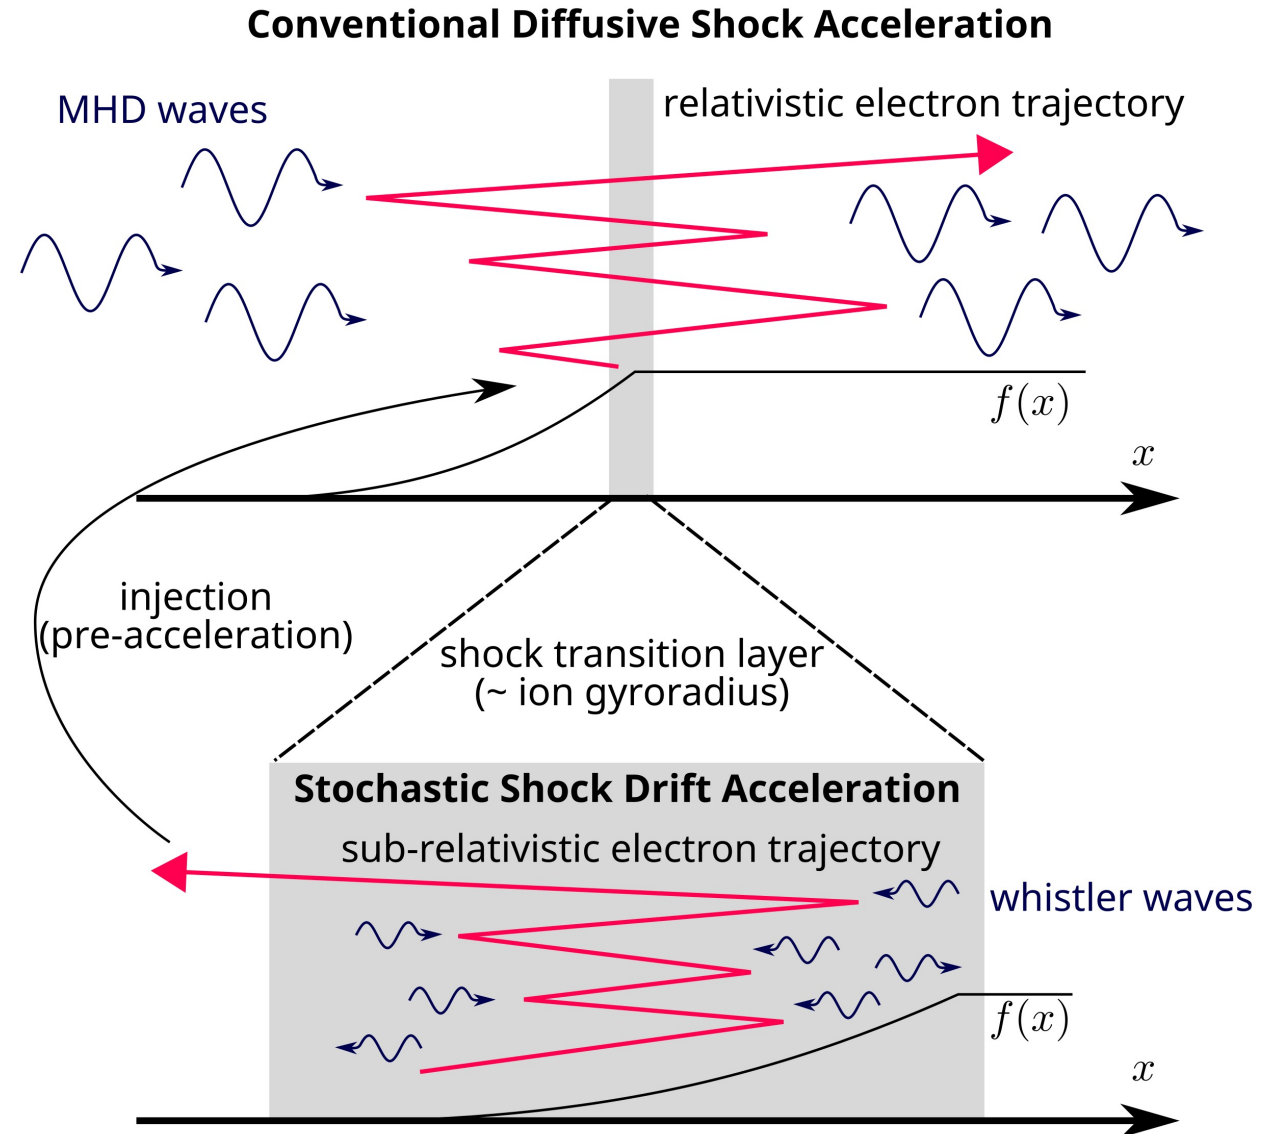 Conventional Diffusive Shock Acceleration
MHD waves
relativistic electron trajectory
f(x)
x
injection
(pre-acceleration)
shock transition layer
(~ ion gyroradius)
Stochastic Shock Drift Acceleration
sub-relativistic electron trajectory
whistler waves
f(x)
x